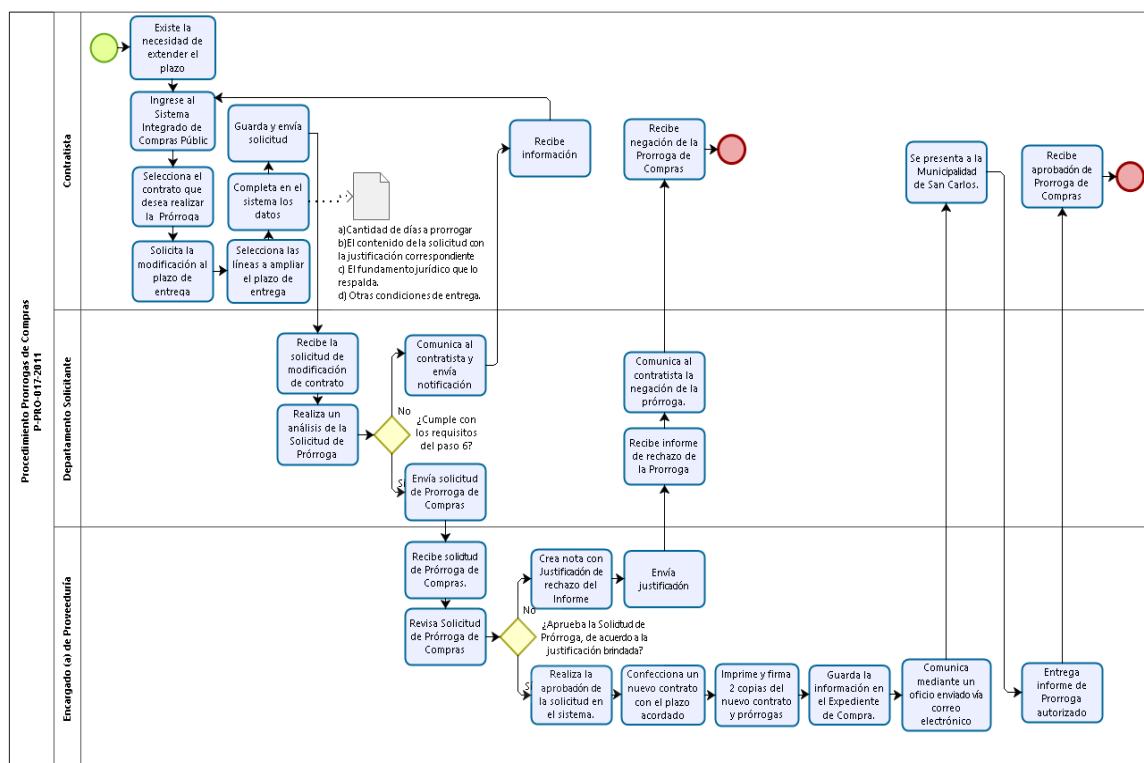 Procedimiento Prorrogas de Compras
P-PRO-017-2011
Contratista
Existe la
necesidad de
extender el
plazo
Ingrese al
Sistema
Integrado de
Compras Públic
Selecciona el
contrato que
desea realizar
la Prórroga
Solicita la
modificación al
plazo de
entrega
Guarda y envía
solicitud
Completa en el
sistema los
datos
Selecciona las
líneas a ampliar
el plazo de
entrega
a)Cantidad de días a prorrogar
b)El contenido de la solicitud con
la justificación correspondiente
c) El fundamento jurídico que lo
respalda.
d) Otras condiciones de entrega.
Recibe
información
Recibe
negación de la
Prorroga de
Compras
Se presenta a la
Municipalidad
de San Carlos.
Recibe
aprobación de
Prorroga de
Compras
Departamento Solicitante
Recibe la
solicitud de
modificación de
contrato
Realiza un
análisis de la
Solicitud de
Prórroga
Comunica al
contratista y
envía
notificación
No
¿Cumple con
los requisitos
del paso 6?
Sí
Envía solicitud
de Prorroga de
Compras
Comunica al
contratista la
negación de la
prórroga.
Recibe informe
de rechazo de
la Prorroga
Encargado (a) de Proveeduría
Recibe solicitud
de Prórroga de
Compras.
Revisa Solicitud
de Prórroga de
Compras
Crea nota con
Justificación de
rechazo del
Informe
Envía
justificación
No
¿Aprueba la Solicitud de
Prórroga, de acuerdo a la
justificación brindada?
Sí
Realiza la
aprobación de
la solicitud en
el sistema.
Confecciona un
nuevo contrato
con el plazo
acordado
Imprime y firma
2 copias del
nuevo contrato
y prórrogas
Guarda la
información en
el Expediente
de Compra.
Comunica
mediante un
oficio enviado vía
correo
electrónico
Entrega
informe de
Prorroga
autorizado